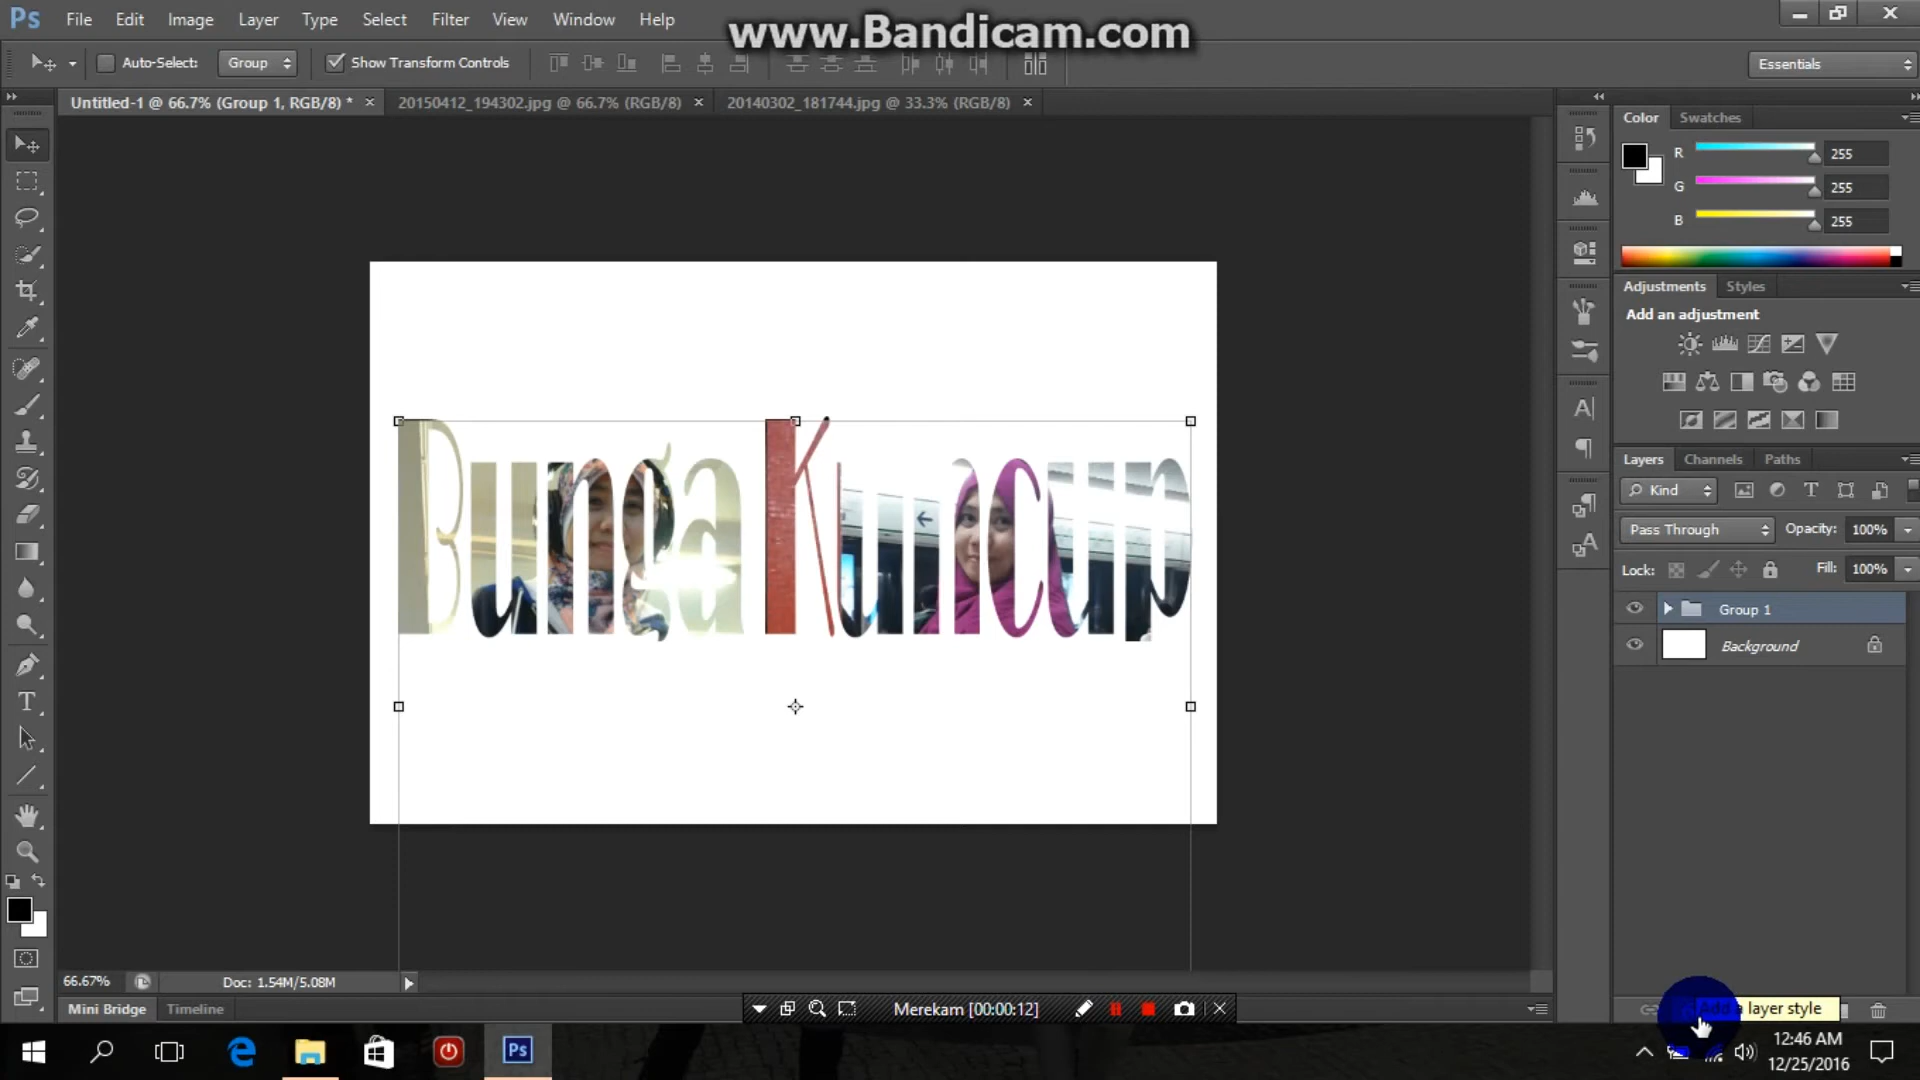 Ps File Edit Image Layer Type Select Filter View Window Help
www.Bandicam.com
Auto-Select: Group Show Transform Controls
Essentials
Untitled-1 @ 66.7% (Group 1, RGB/8) * × 20150412_194302.jpg @ 66.7% (RGB/8) × 20140302_181744.jpg @ 33.3% (RGB/8) ×
Color Swatches
R 255
G 255
B 255
Adjustments Styles
Add an adjustment
Bunga Kuncup
Layers Channels Paths
Kind
Pass Through Opacity: 100%
Lock: Fill: 100%
Group 1
Background
66.67% Doc: 1.54M/5.08M
Mini Bridge Timeline
Merekam [00:00:12]
Add a layer style
12:46 AM
12/25/2016